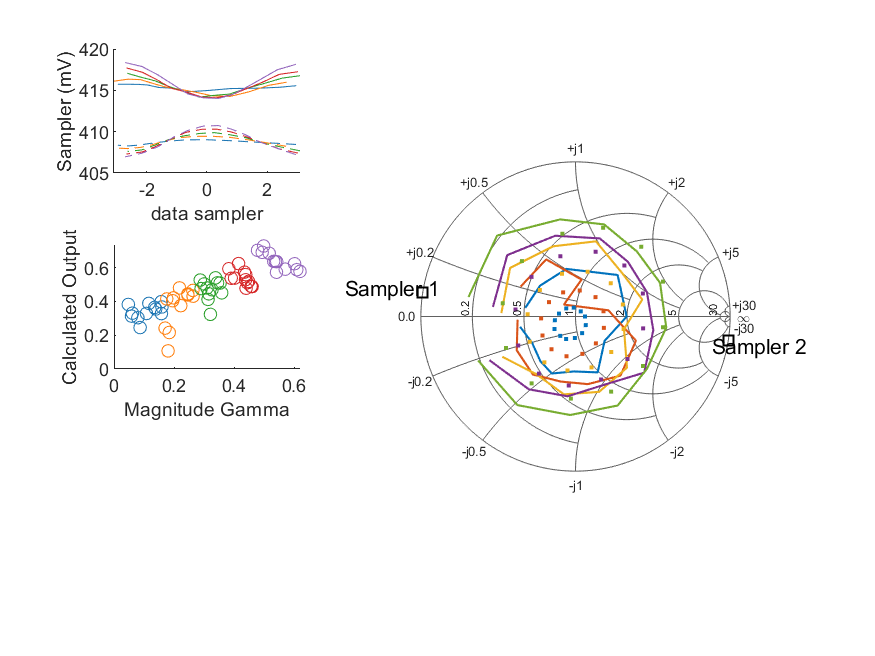 420
415
410
405
Sampler (mV)
-2
0
2
data sampler
0.6
0.4
0.2
0
Calculated Output
0
0.2
0.4
0.6
Magnitude Gamma
+j1
+j0.5
+j2
+j0.2
+j5
Sampler 1
0.0
0.2
0.5
1
2
5
30
+j30
∞
-j30
Sampler 2
-j0.2
-j5
-j0.5
-j2
-j1